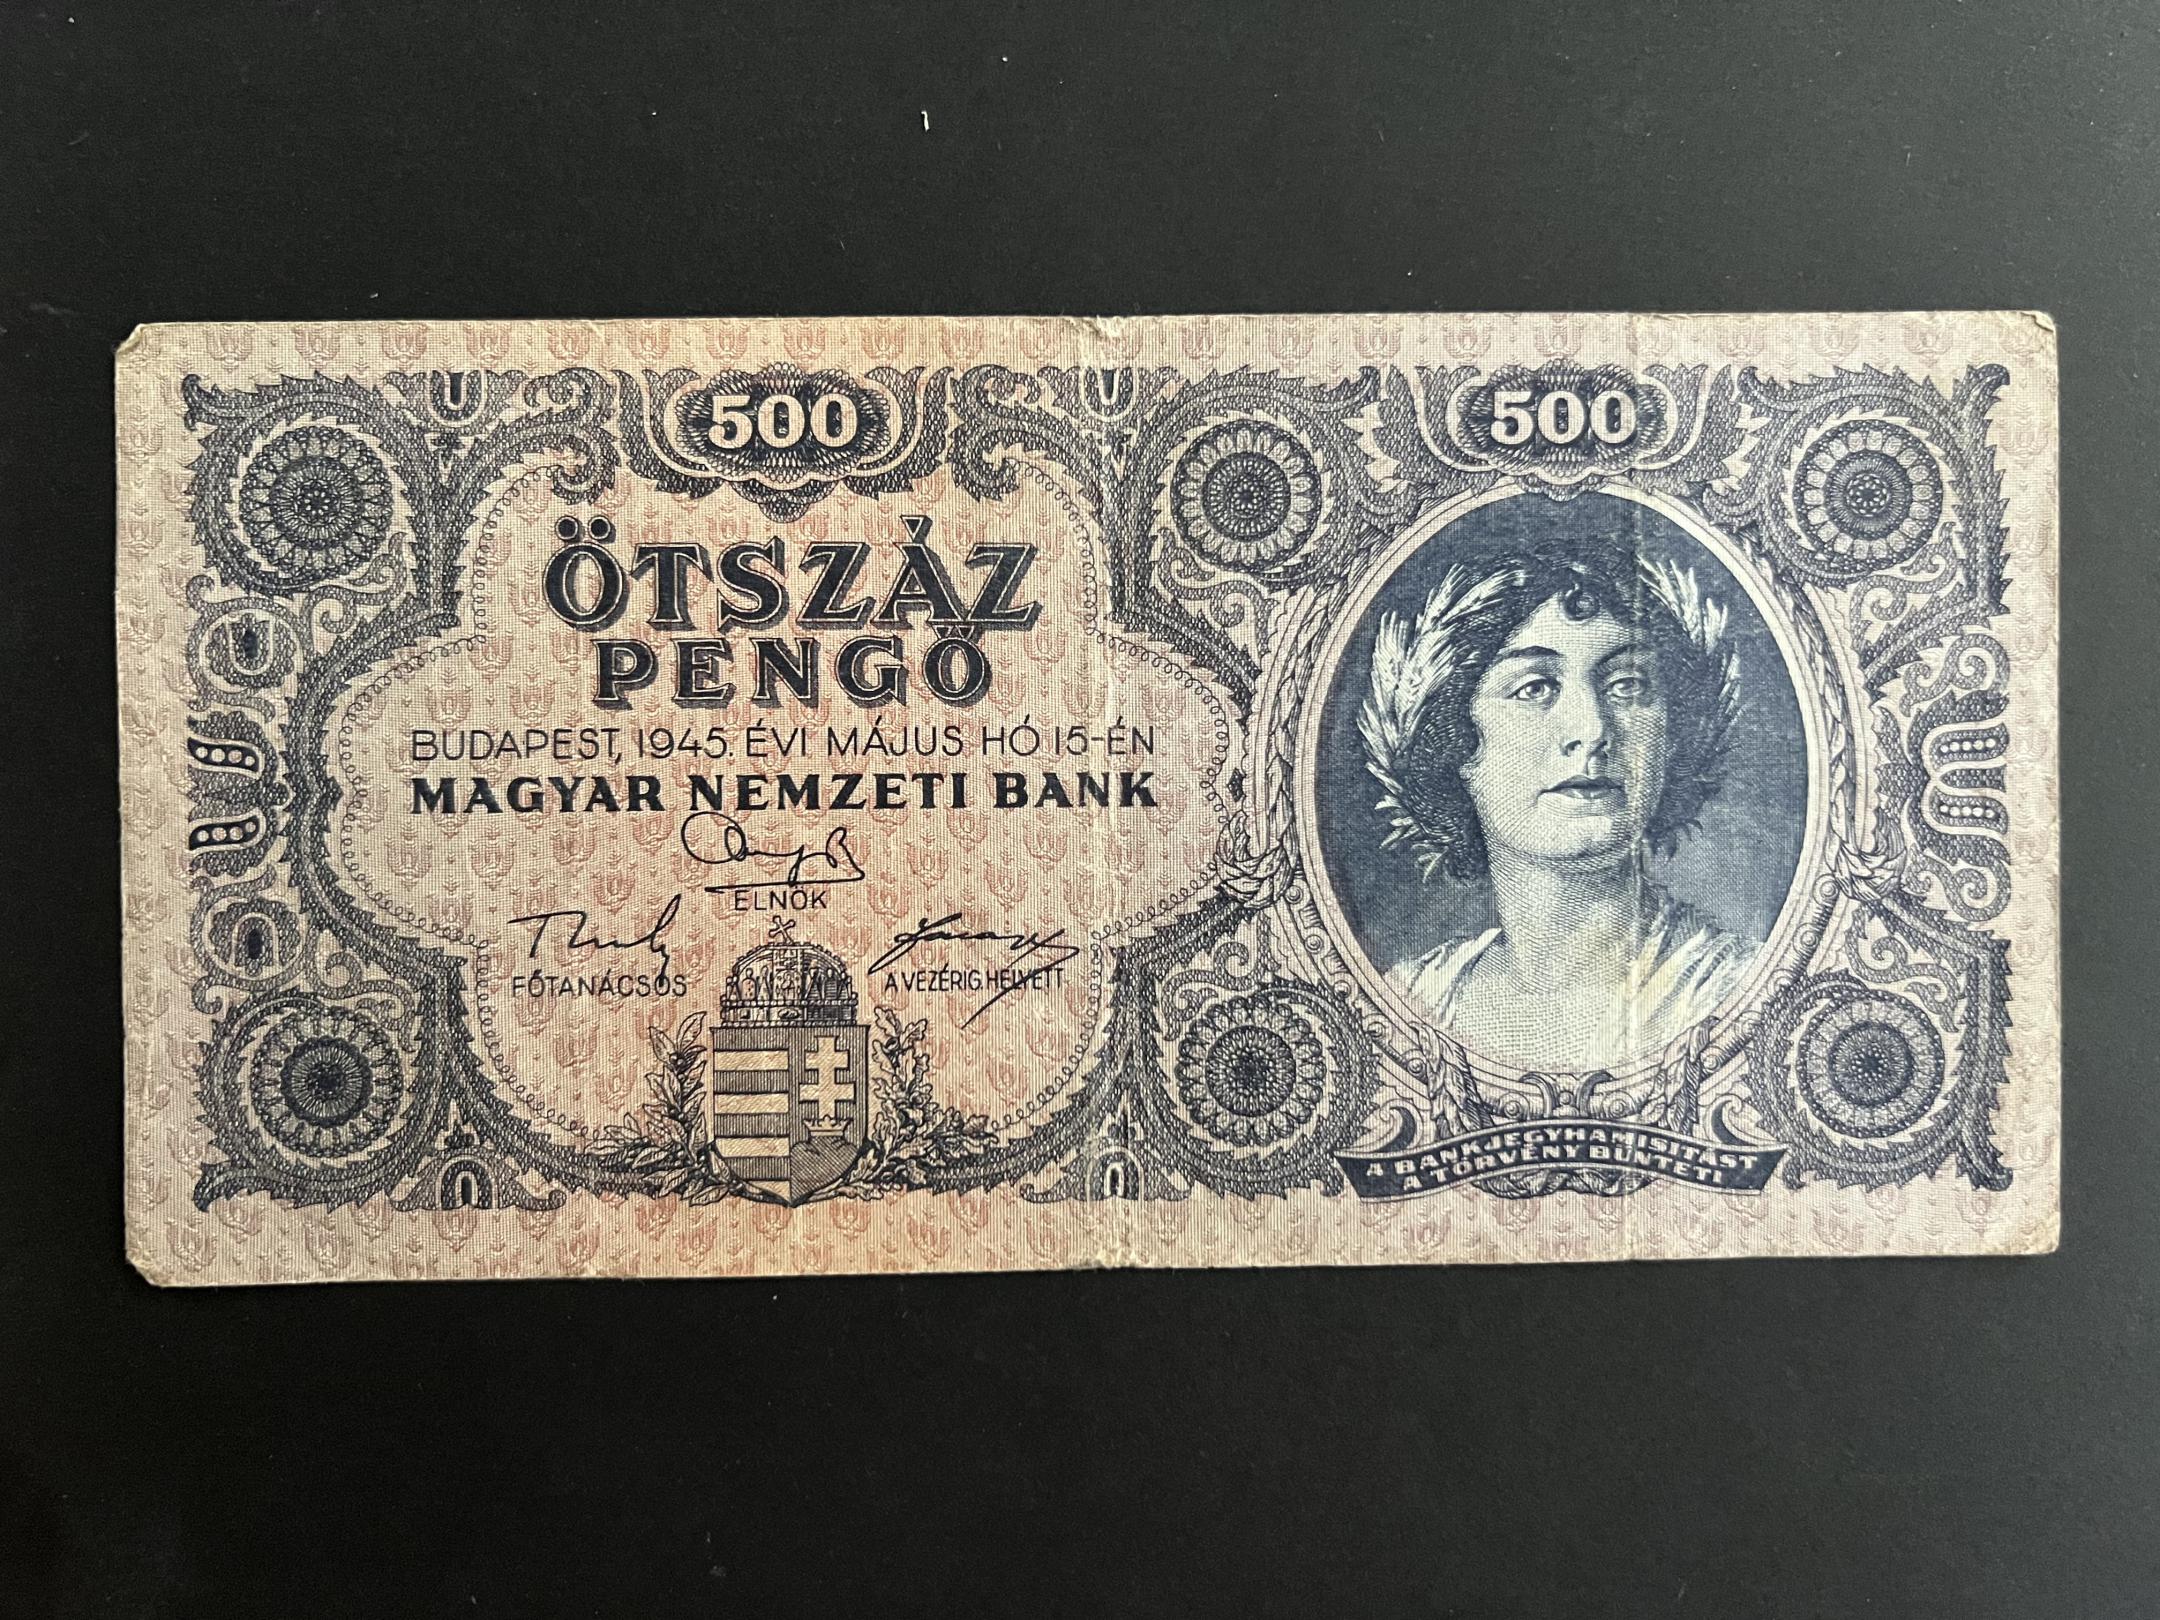 500
500
ÖTSZÁZ
PENGŐ
BUDAPEST, 1945. ÉVI MÁJUS HÓ 15-ÉN
MAGYAR NEMZETI BANK
ELNÖK
FŐTANÁCSOS
A VEZÉRIG. HELYETT
A BANKJEGYHAMISITÁST
A TÖRVÉNY BÜNTETI